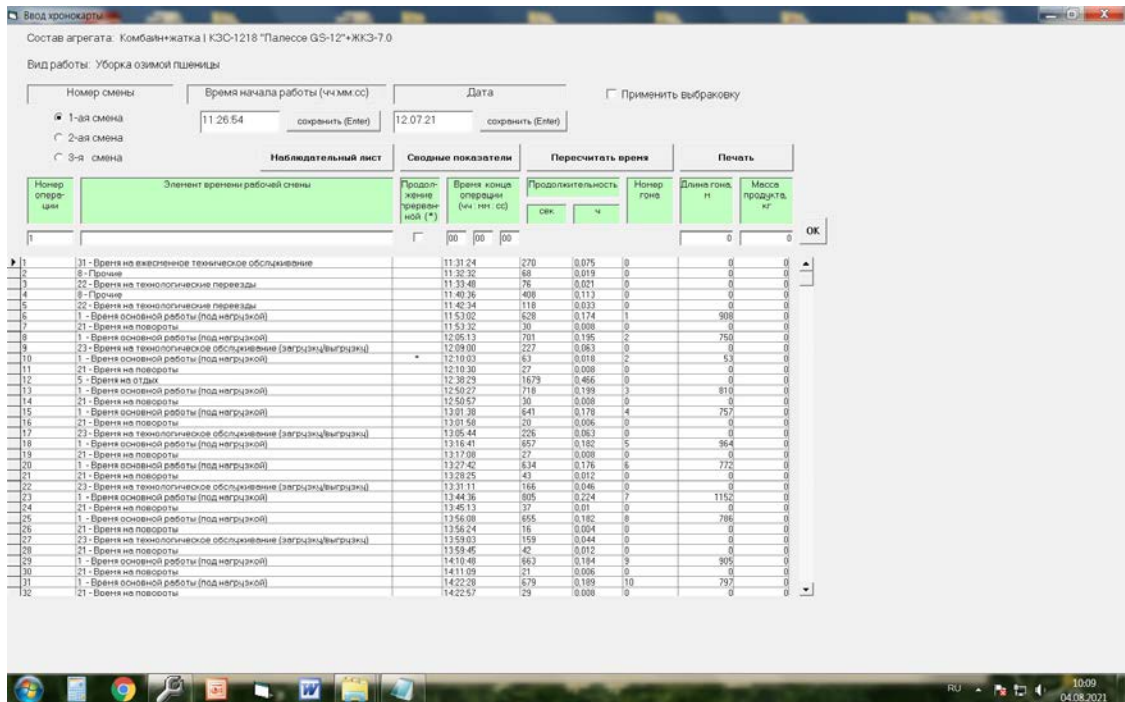 Ввод хронокарты
Состав агрегата: Комбайн+жатка | КЗС-1218 "Палессе GS-12"+ЖКЗ-7.0
Вид работы: Уборка озимой пшеницы
Номер смены Время начала работы (чч:мм:сс) Дата Применить выбраковку
1-ая смена 11:26:54 сохранить (Enter) 12.07.21 сохранить (Enter)
2-ая смена
3-я смена Наблюдательный лист Сводные показатели Пересчитать время Печать
Номер опера- ции Элемент времени рабочей смены Продол- жение прерван- ной (*) Время конца операции (чч : мм : сс) Продолжительность сек. ч Номер гона Длина гона, м Масса продукта, кг
1 00 00 00 0 0 OK
1 31 - Время на ежесменное техническое обслуживание 11:31:24 270 0,075 0 0 0
2 8 - Прочие 11:32:32 68 0,019 0 0 0
3 22 - Время на технологические переезды 11:33:48 76 0,021 0 0 0
4 8 - Прочие 11:40:36 408 0,113 0 0 0
5 22 - Время на технологические переезды 11:42:34 118 0,033 0 0 0
6 1 - Время основной работы (под нагрузкой) 11:53:02 628 0,174 1 908 0
7 21 - Время на повороты 11:53:32 30 0,008 0 0 0
8 1 - Время основной работы (под нагрузкой) 12:05:13 701 0,195 2 750 0
9 23 - Время на технологическое обслуживание (загрузку/выгрузку) 12:09:00 227 0,063 0 0 0
10 1 - Время основной работы (под нагрузкой) * 12:10:03 63 0,018 2 53 0
11 21 - Время на повороты 12:10:30 27 0,008 0 0 0
12 5 - Время на отдых 12:38:29 1679 0,466 0 0 0
13 1 - Время основной работы (под нагрузкой) 12:50:27 718 0,199 3 810 0
14 21 - Время на повороты 12:50:57 30 0,008 0 0 0
15 1 - Время основной работы (под нагрузкой) 13:01:38 641 0,178 4 757 0
16 21 - Время на повороты 13:01:58 20 0,006 0 0 0
17 23 - Время на технологическое обслуживание (загрузку/выгрузку) 13:05:44 226 0,063 0 0 0
18 1 - Время основной работы (под нагрузкой) 13:16:41 657 0,182 5 964 0
19 21 - Время на повороты 13:17:08 27 0,008 0 0 0
20 1 - Время основной работы (под нагрузкой) 13:27:42 634 0,176 6 772 0
21 21 - Время на повороты 13:28:25 43 0,012 0 0 0
22 23 - Время на технологическое обслуживание (загрузку/выгрузку) 13:31:11 166 0,046 0 0 0
23 1 - Время основной работы (под нагрузкой) 13:44:36 805 0,224 7 1152 0
24 21 - Время на повороты 13:45:13 37 0,01 0 0 0
25 1 - Время основной работы (под нагрузкой) 13:56:08 655 0,182 8 786 0
26 21 - Время на повороты 13:56:24 16 0,004 0 0 0
27 23 - Время на технологическое обслуживание (загрузку/выгрузку) 13:59:03 159 0,044 0 0 0
28 21 - Время на повороты 13:59:45 42 0,012 0 0 0
29 1 - Время основной работы (под нагрузкой) 14:10:48 663 0,184 9 905 0
30 21 - Время на повороты 14:11:09 21 0,006 0 0 0
31 1 - Время основной работы (под нагрузкой) 14:22:28 679 0,189 10 797 0
32 21 - Время на повороты 14:22:57 29 0,008 0 0 0
RU 10:09
04.08.2021